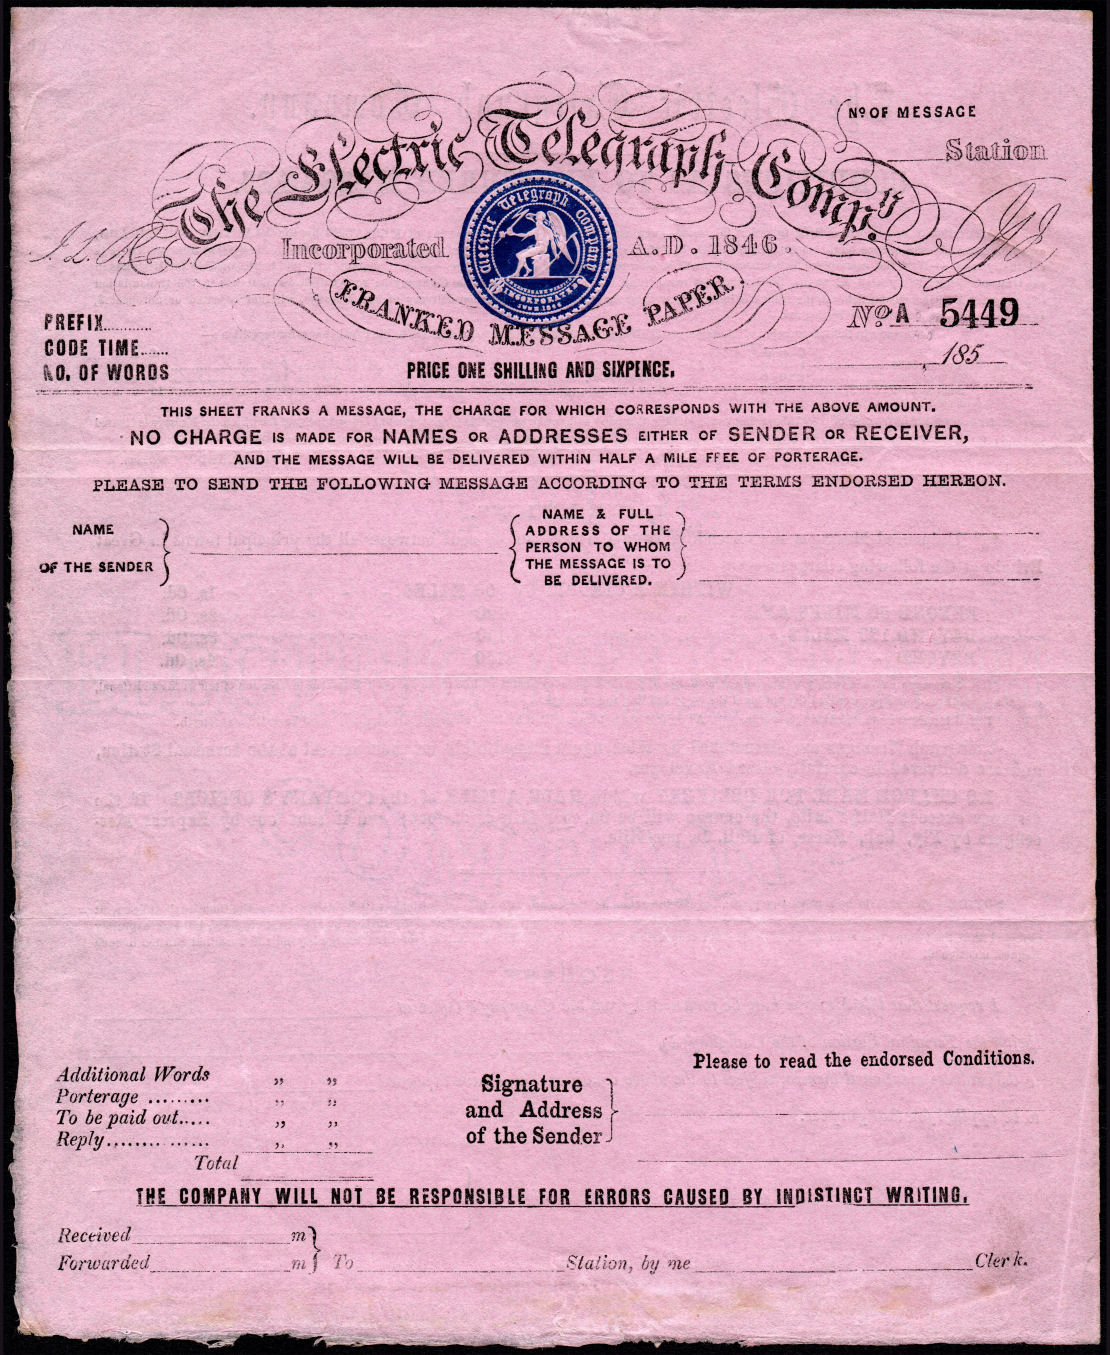 Nº OF MESSAGE
Station
The Electric Telegraph Comp.y
Incorporated A.D. 1846.
Electric Telegraph Company
INCORPORATED
FRANKED MESSAGE PAPER
Nº A 5449
185
PREFIX............
CODE TIME.......
NO. OF WORDS
PRICE ONE SHILLING AND SIXPENCE.
THIS SHEET FRANKS A MESSAGE, THE CHARGE FOR WHICH CORRESPONDS WITH THE ABOVE AMOUNT.
NO CHARGE IS MADE FOR NAMES OR ADDRESSES EITHER OF SENDER OR RECEIVER,
AND THE MESSAGE WILL BE DELIVERED WITHIN HALF A MILE FREE OF PORTERAGE.
PLEASE TO SEND THE FOLLOWING MESSAGE ACCORDING TO THE TERMS ENDORSED HEREON.
NAME
OF THE SENDER
NAME & FULL
ADDRESS OF THE
PERSON TO WHOM
THE MESSAGE IS TO
BE DELIVERED.
Please to read the endorsed Conditions.
Additional Words „ „
Porterage ......... „ „
To be paid out..... „ „
Reply............... „ „
Total
Signature
and Address
of the Sender
THE COMPANY WILL NOT BE RESPONSIBLE FOR ERRORS CAUSED BY INDISTINCT WRITING.
Received m
Forwarded m To Station, by me Clerk.